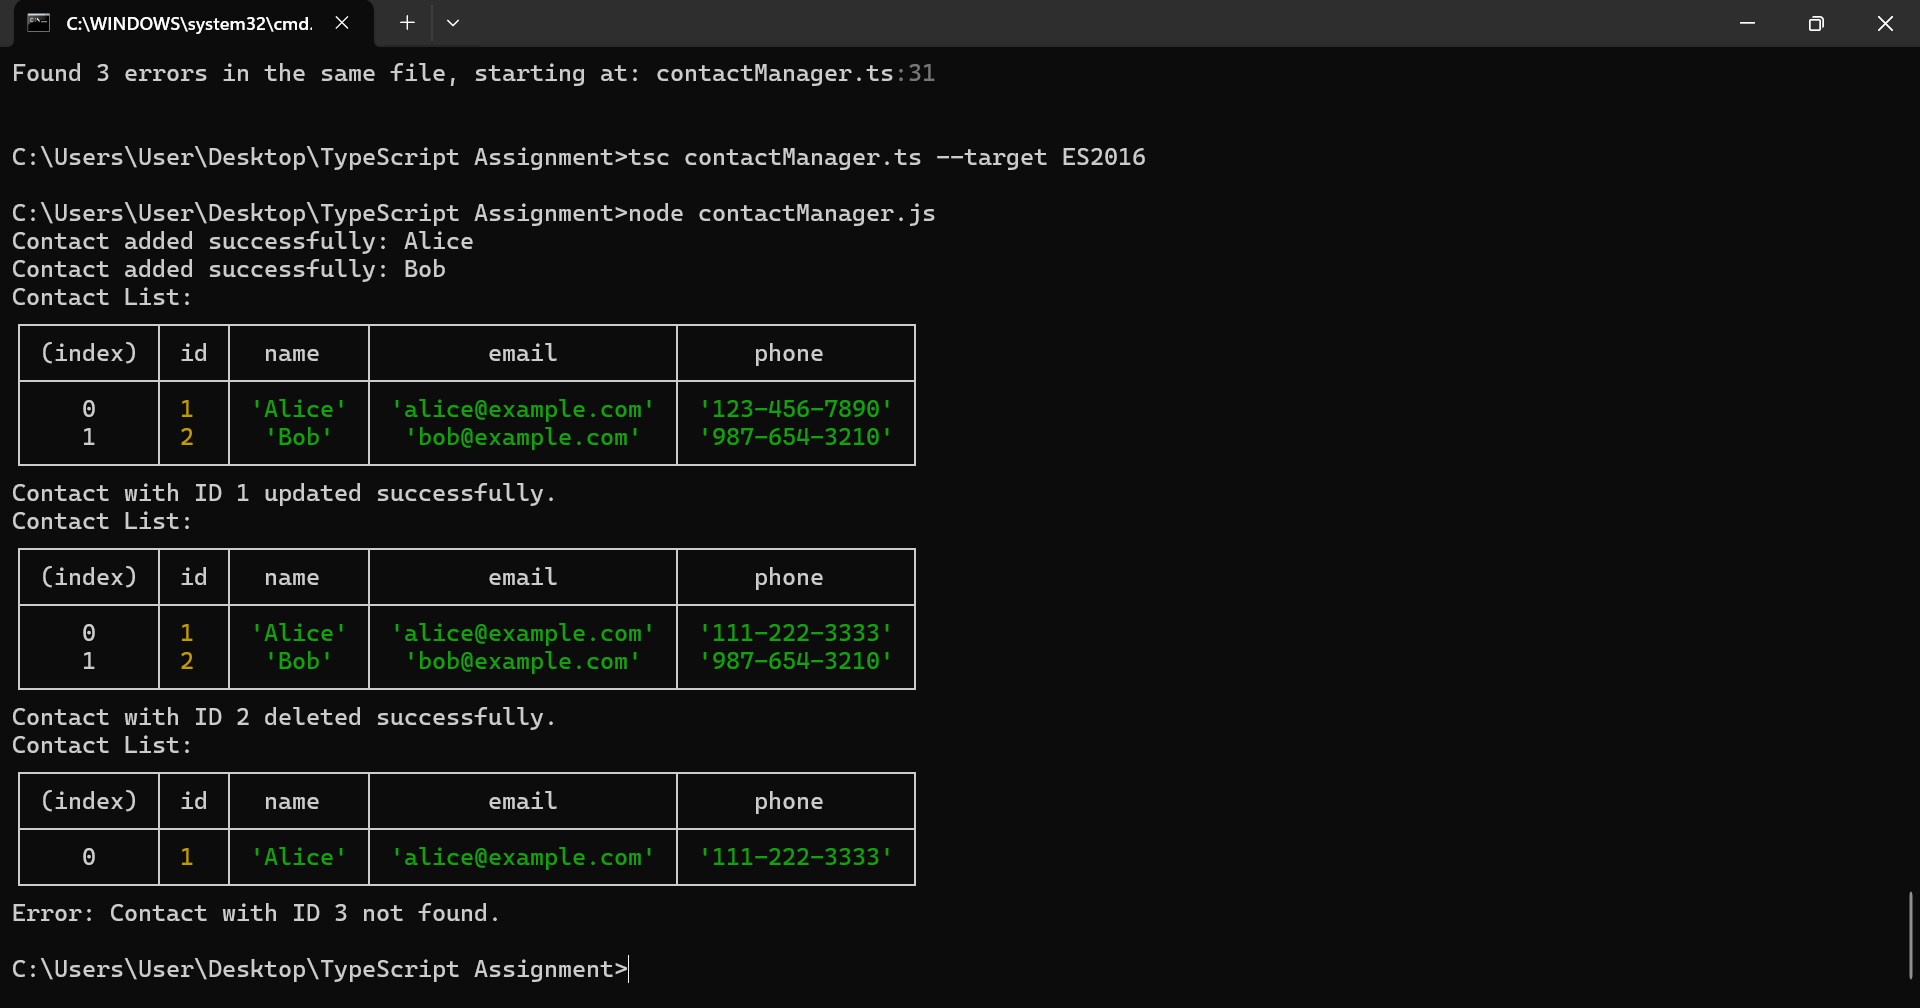 C:\WINDOWS\system32\cmd.
Found 3 errors in the same file, starting at: contactManager.ts:31
C:\Users\User\Desktop\TypeScript Assignment>tsc contactManager.ts --target ES2016
C:\Users\User\Desktop\TypeScript Assignment>node contactManager.js
Contact added successfully: Alice
Contact added successfully: Bob
Contact List:
(index) id name email phone
0 1 'Alice' 'alice@example.com' '123-456-7890'
1 2 'Bob' 'bob@example.com' '987-654-3210'
Contact with ID 1 updated successfully.
Contact List:
(index) id name email phone
0 1 'Alice' 'alice@example.com' '111-222-3333'
1 2 'Bob' 'bob@example.com' '987-654-3210'
Contact with ID 2 deleted successfully.
Contact List:
(index) id name email phone
0 1 'Alice' 'alice@example.com' '111-222-3333'
Error: Contact with ID 3 not found.
C:\Users\User\Desktop\TypeScript Assignment>